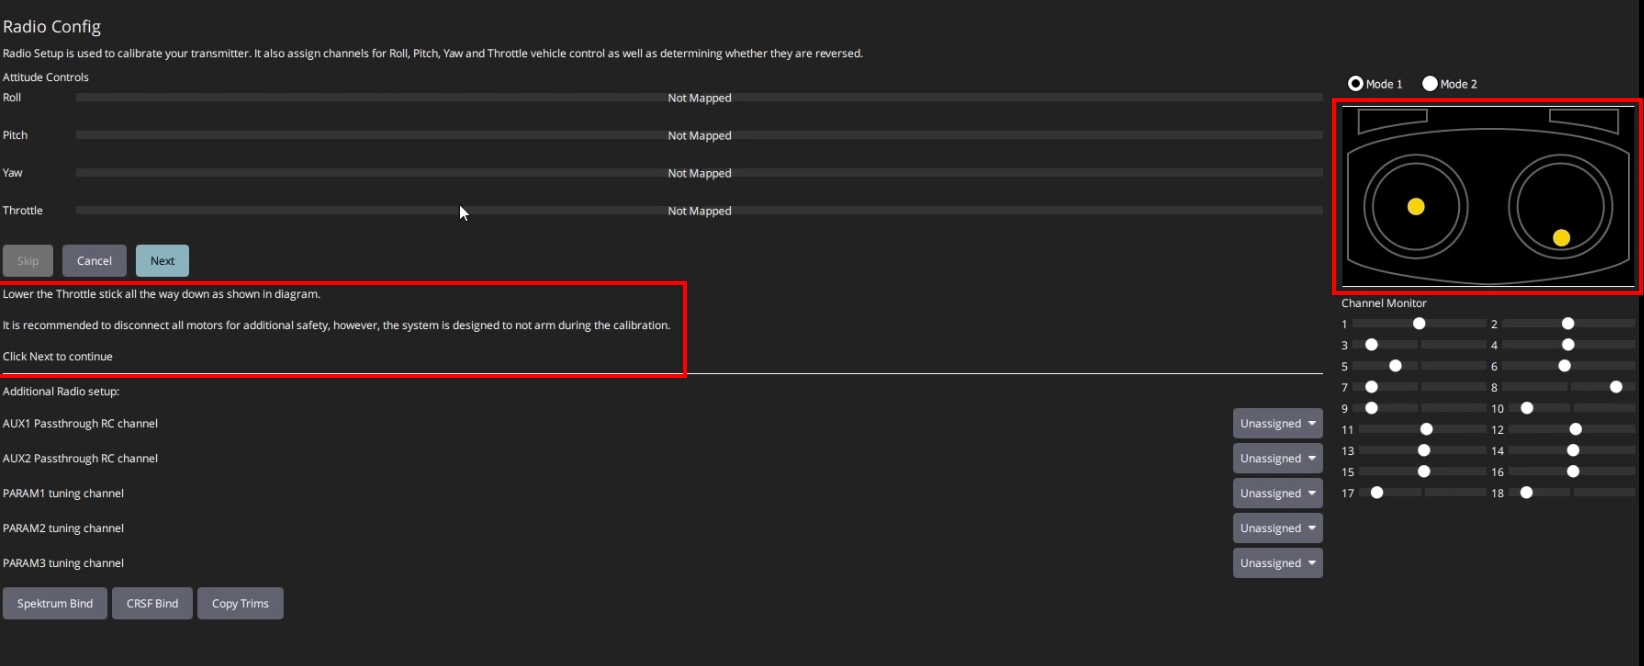 Radio Config
Radio Setup is used to calibrate your transmitter. It also assign channels for Roll, Pitch, Yaw and Throttle vehicle control as well as determining whether they are reversed.
Attitude Controls
Roll Not Mapped
Pitch Not Mapped
Yaw Not Mapped
Throttle Not Mapped
Skip Cancel Next
Lower the Throttle stick all the way down as shown in diagram.
It is recommended to disconnect all motors for additional safety, however, the system is designed to not arm during the calibration.
Click Next to continue
Additional Radio setup:
AUX1 Passthrough RC channel Unassigned
AUX2 Passthrough RC channel Unassigned
PARAM1 tuning channel Unassigned
PARAM2 tuning channel Unassigned
PARAM3 tuning channel Unassigned
Spektrum Bind CRSF Bind Copy Trims
Mode 1 Mode 2
Channel Monitor
1 2
3 4
5 6
7 8
9 10
11 12
13 14
15 16
17 18